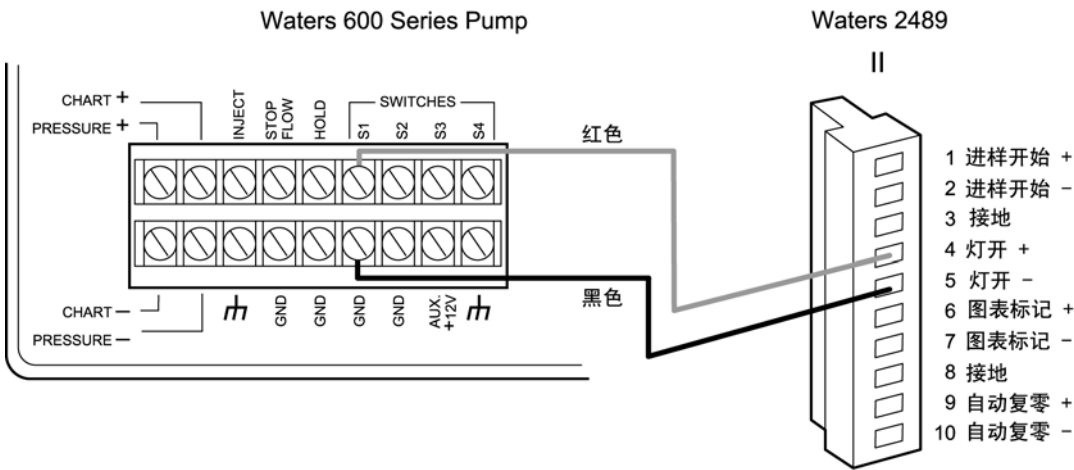 Waters 600 Series Pump
Waters 2489
II
CHART +
PRESSURE +
INJECT
STOP
FLOW
HOLD
SWITCHES
S1
S2
S3
S4
红色
黑色
CHART –
PRESSURE –
GND
GND
GND
GND
AUX.
+12V
1 进样开始 +
2 进样开始 –
3 接地
4 灯开 +
5 灯开 –
6 图表标记 +
7 图表标记 –
8 接地
9 自动复零 +
10 自动复零 –